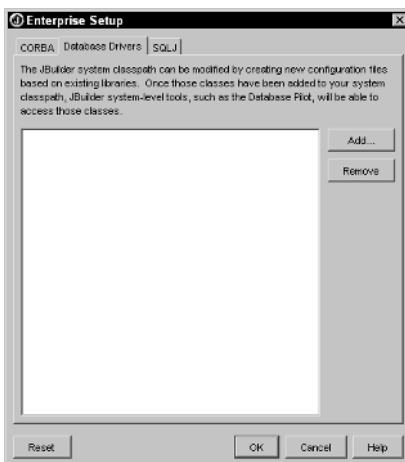 Enterprise Setup
CORBA Database Drivers SQLJ
The JBuilder system classpath can be modified by creating new configuration files
based on existing libraries. Once those classes have been added to your system
classpath, JBuilder system-level tools, such as the Database Pilot, will be able to
access those classes.
Add...
Remove
Reset OK Cancel Help